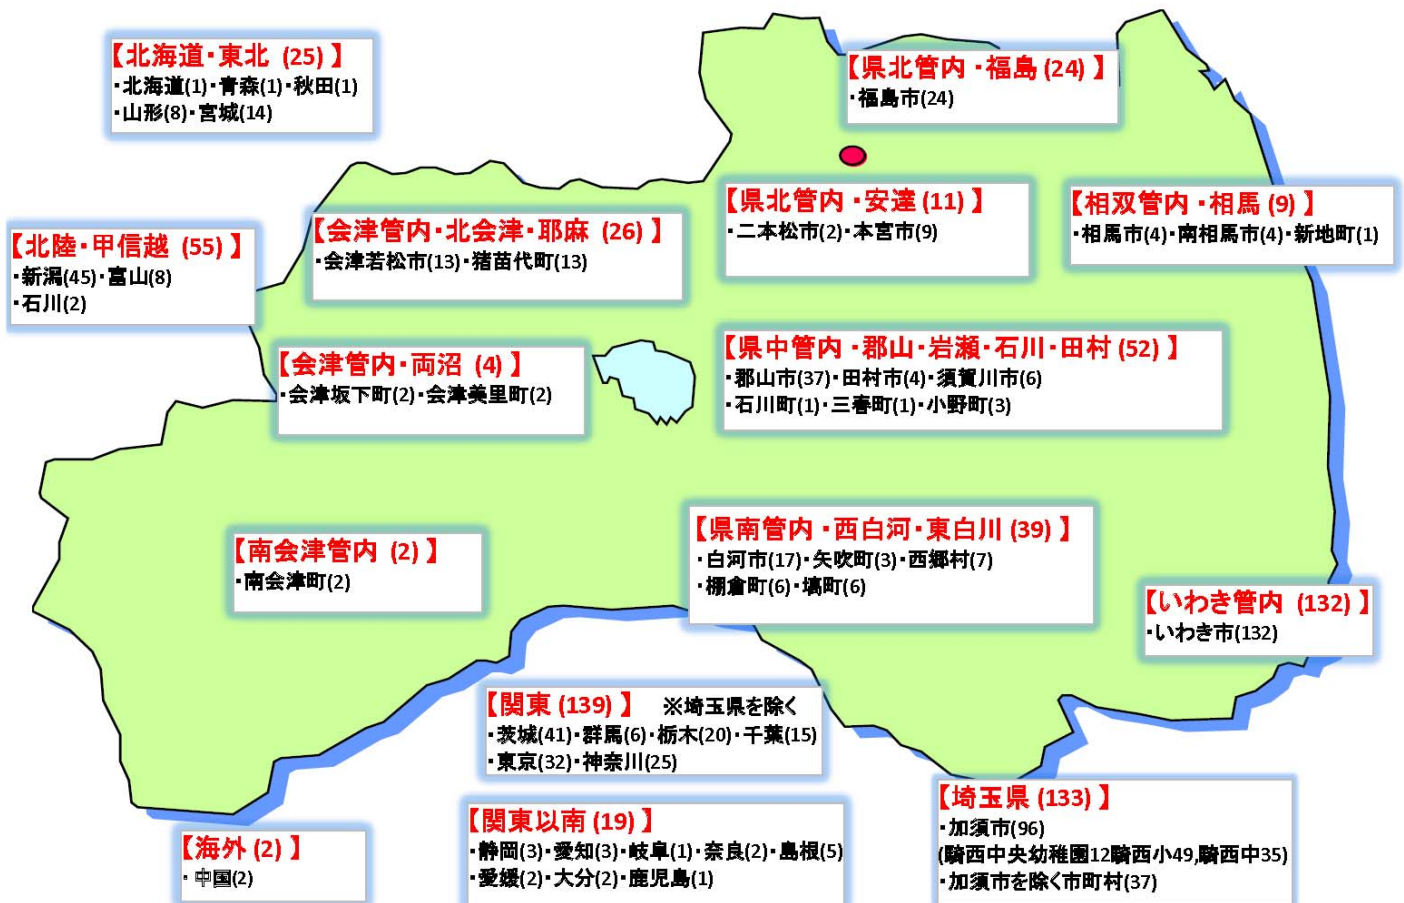 【北海道・東北 (25) 】
・北海道(1)・青森(1)・秋田(1)
・山形(8)・宮城(14)
【県北管内・福島(24) 】
・福島市(24)
【県北管内・安達(11) 】
・二本松市(2)・本宮市(9)
【相双管内・相馬(9) 】
・相馬市(4)・南相馬市(4)・新地町(1)
【会津管内・北会津・耶麻 (26) 】
・会津若松市(13)・猪苗代町(13)
【北陸・甲信越 (55) 】
・新潟(45)・富山(8)
・石川(2)
【会津管内・両沼 (4) 】
・会津坂下町(2)・会津美里町(2)
【県中管内・郡山・岩瀬・石川・田村(52) 】
・郡山市(37)・田村市(4)・須賀川市(6)
・石川町(1)・三春町(1)・小野町(3)
【南会津管内 (2) 】
・南会津町(2)
【県南管内・西白河・東白川(39) 】
・白河市(17)・矢吹町(3)・西郷村(7)
・棚倉町(6)・塙町(6)
【いわき管内 (132) 】
・いわき市(132)
【関東(139) 】 ※埼玉県を除く
・茨城(41)・群馬(6)・栃木(20)・千葉(15)
・東京(32)・神奈川(25)
【海外(2) 】
・中国(2)
【関東以南(19) 】
・静岡(3)・愛知(3)・岐阜(1)・奈良(2)・島根(5)
・愛媛(2)・大分(2)・鹿児島(1)
【埼玉県(133) 】
・加須市(96)
(騎西中央幼稚園12騎西小49,騎西中35)
・加須市を除く市町村(37)